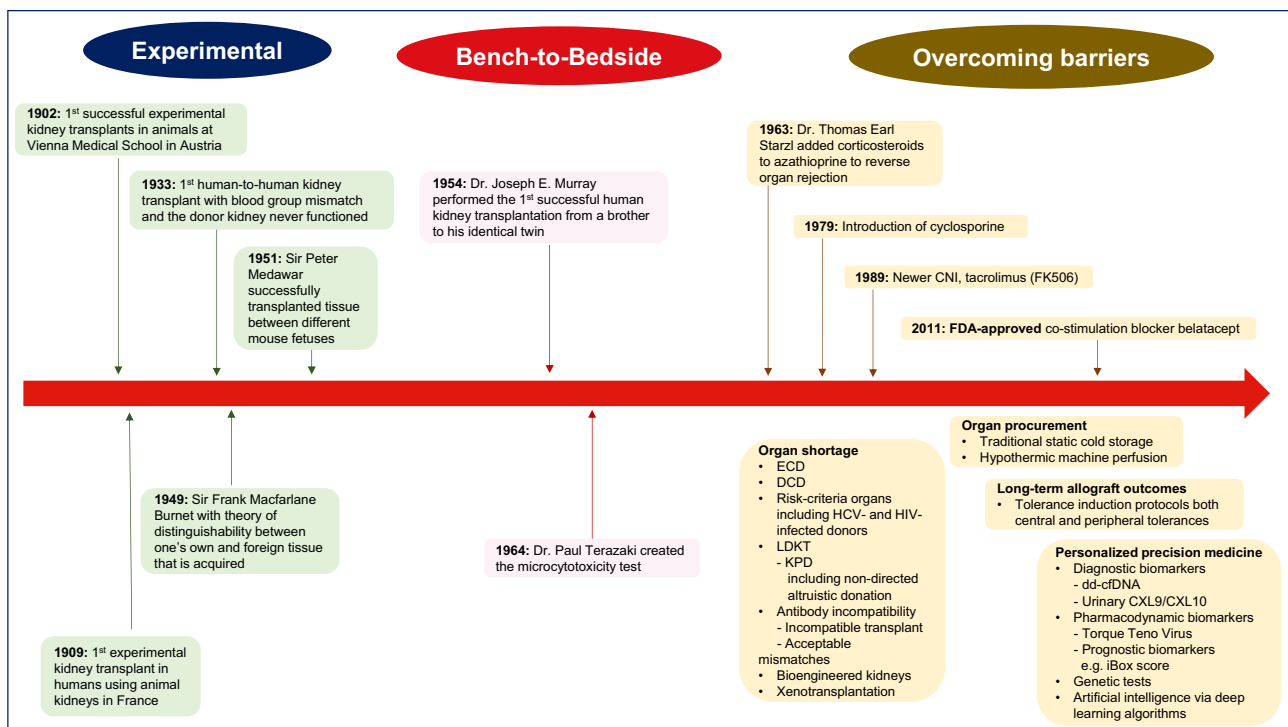 Experimental
Bench-to-Bedside
Overcoming barriers
1902: 1st successful experimental
kidney transplants in animals at
Vienna Medical School in Austria
1933: 1st human-to-human kidney
transplant with blood group mismatch
and the donor kidney never functioned
1951: Sir Peter
Medawar
successfully
transplanted tissue
between different
mouse fetuses
1954: Dr. Joseph E. Murray
performed the 1st successful human
kidney transplantation from a brother
to his identical twin
1963: Dr. Thomas Earl
Starzl added corticosteroids
to azathioprine to reverse
organ rejection
1979: Introduction of cyclosporine
1989: Newer CNI, tacrolimus (FK506)
2011: FDA-approved co-stimulation blocker belatacept
1949: Sir Frank Macfarlane
Burnet with theory of
distinguishability between
one's own and foreign tissue
that is acquired
1909: 1st experimental
kidney transplant in
humans using animal
kidneys in France
1964: Dr. Paul Terazaki created
the microcytotoxicity test
Organ shortage
• ECD
• DCD
• Risk-criteria organs
including HCV- and HIV-
infected donors
• LDKT
- KPD
including non-directed
altruistic donation
• Antibody incompatibility
- Incompatible transplant
- Acceptable
mismatches
• Bioengineered kidneys
• Xenotransplantation
Organ procurement
• Traditional static cold storage
• Hypothermic machine perfusion
Long-term allograft outcomes
• Tolerance induction protocols both
central and peripheral tolerances
Personalized precision medicine
• Diagnostic biomarkers
- dd-cfDNA
- Urinary CXL9/CXL10
• Pharmacodynamic biomarkers
- Torque Teno Virus
- Prognostic biomarkers
e.g. iBox score
• Genetic tests
• Artificial intelligence via deep
learning algorithms